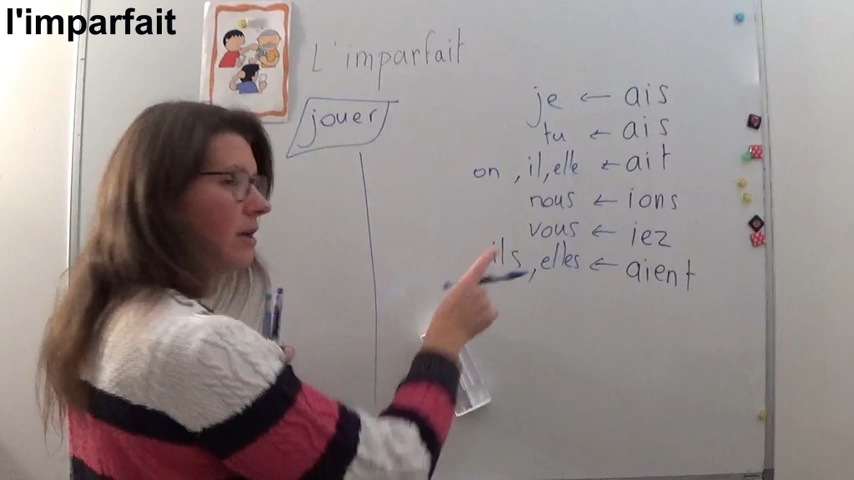 l'imparfait
L'imparfait
jouer
je ← ais
tu ← ais
on, il, elle ← ait
nous ← ions
vous ← iez
ils, elles ← aient